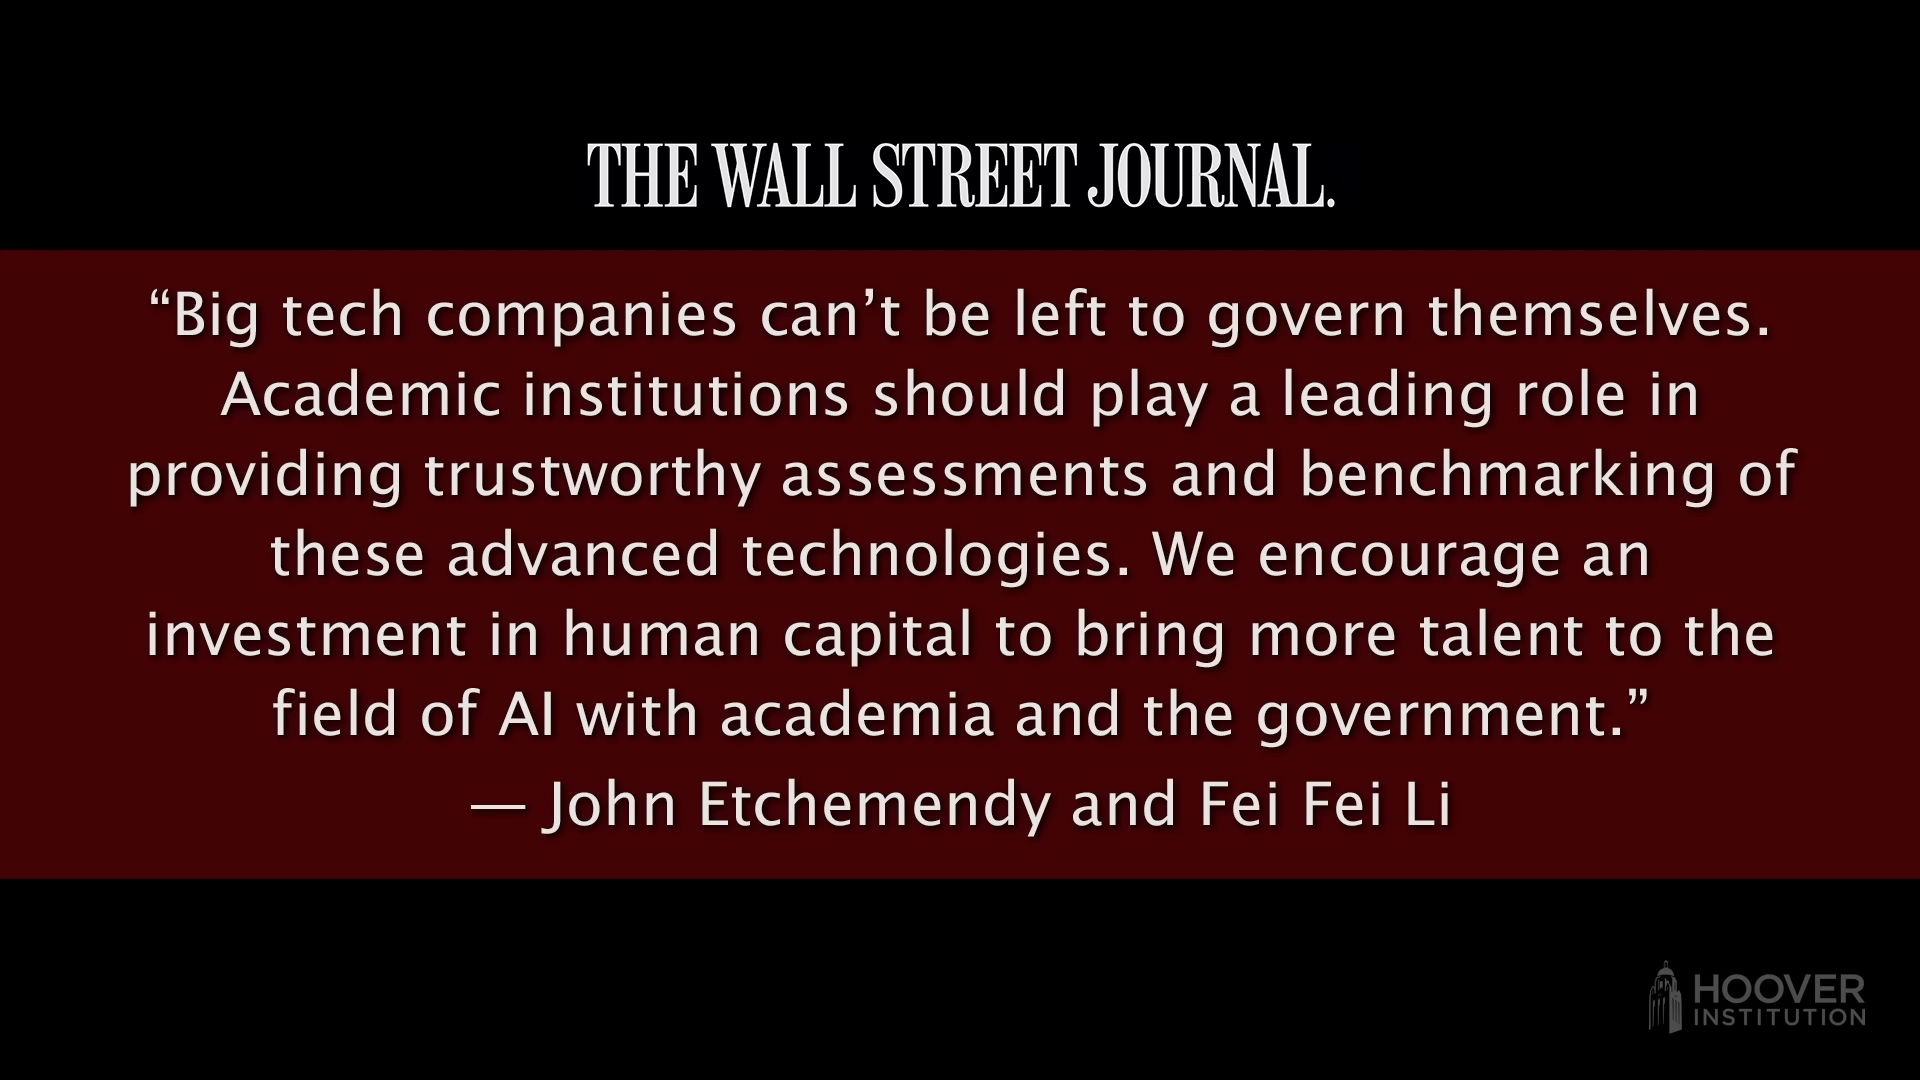 THE WALL STREET JOURNAL.
“Big tech companies can’t be left to govern themselves.
Academic institutions should play a leading role in
providing trustworthy assessments and benchmarking of
these advanced technologies. We encourage an
investment in human capital to bring more talent to the
field of AI with academia and the government.”
— John Etchemendy and Fei Fei Li
HOOVER
INSTITUTION